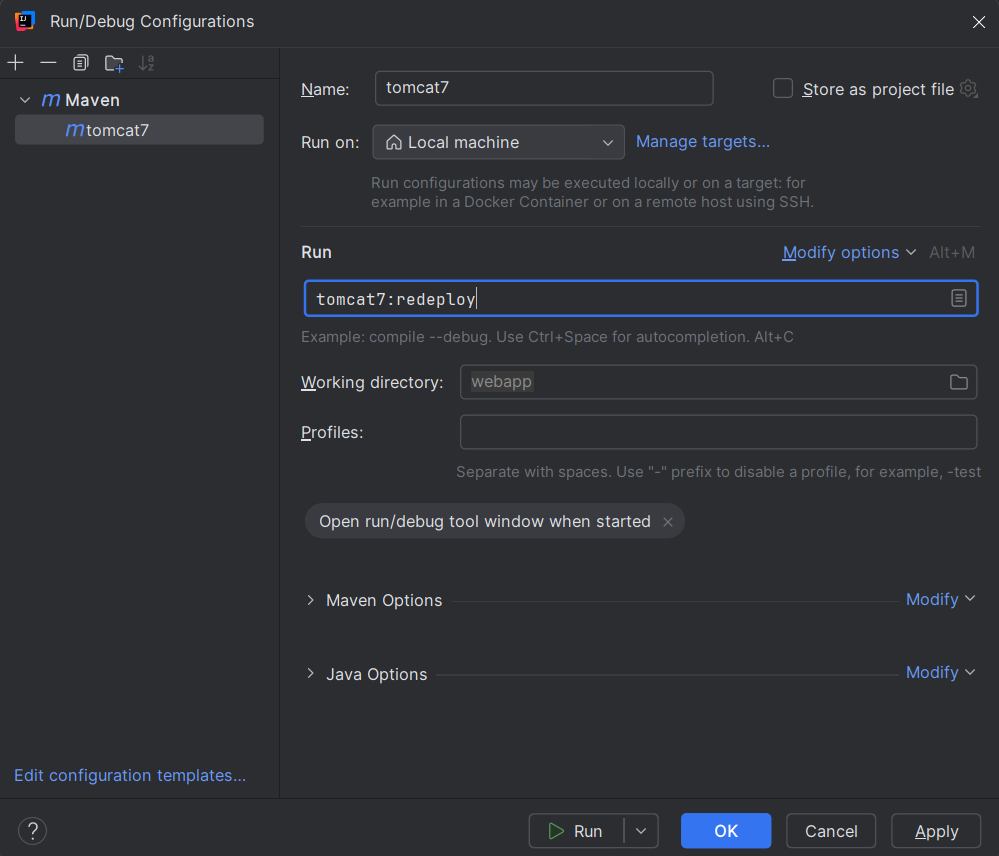 Run/Debug Configurations
Maven
tomcat7
Name: tomcat7 Store as project file
Run on: Local machine Manage targets...
Run configurations may be executed locally or on a target: for
example in a Docker Container or on a remote host using SSH.
Run Modify options Alt+M
tomcat7:redeploy
Example: compile --debug. Use Ctrl+Space for autocompletion. Alt+C
Working directory: webapp
Profiles:
Separate with spaces. Use "-" prefix to disable a profile, for example, -test
Open run/debug tool window when started
Maven Options Modify
Java Options Modify
Edit configuration templates...
? Run OK Cancel Apply